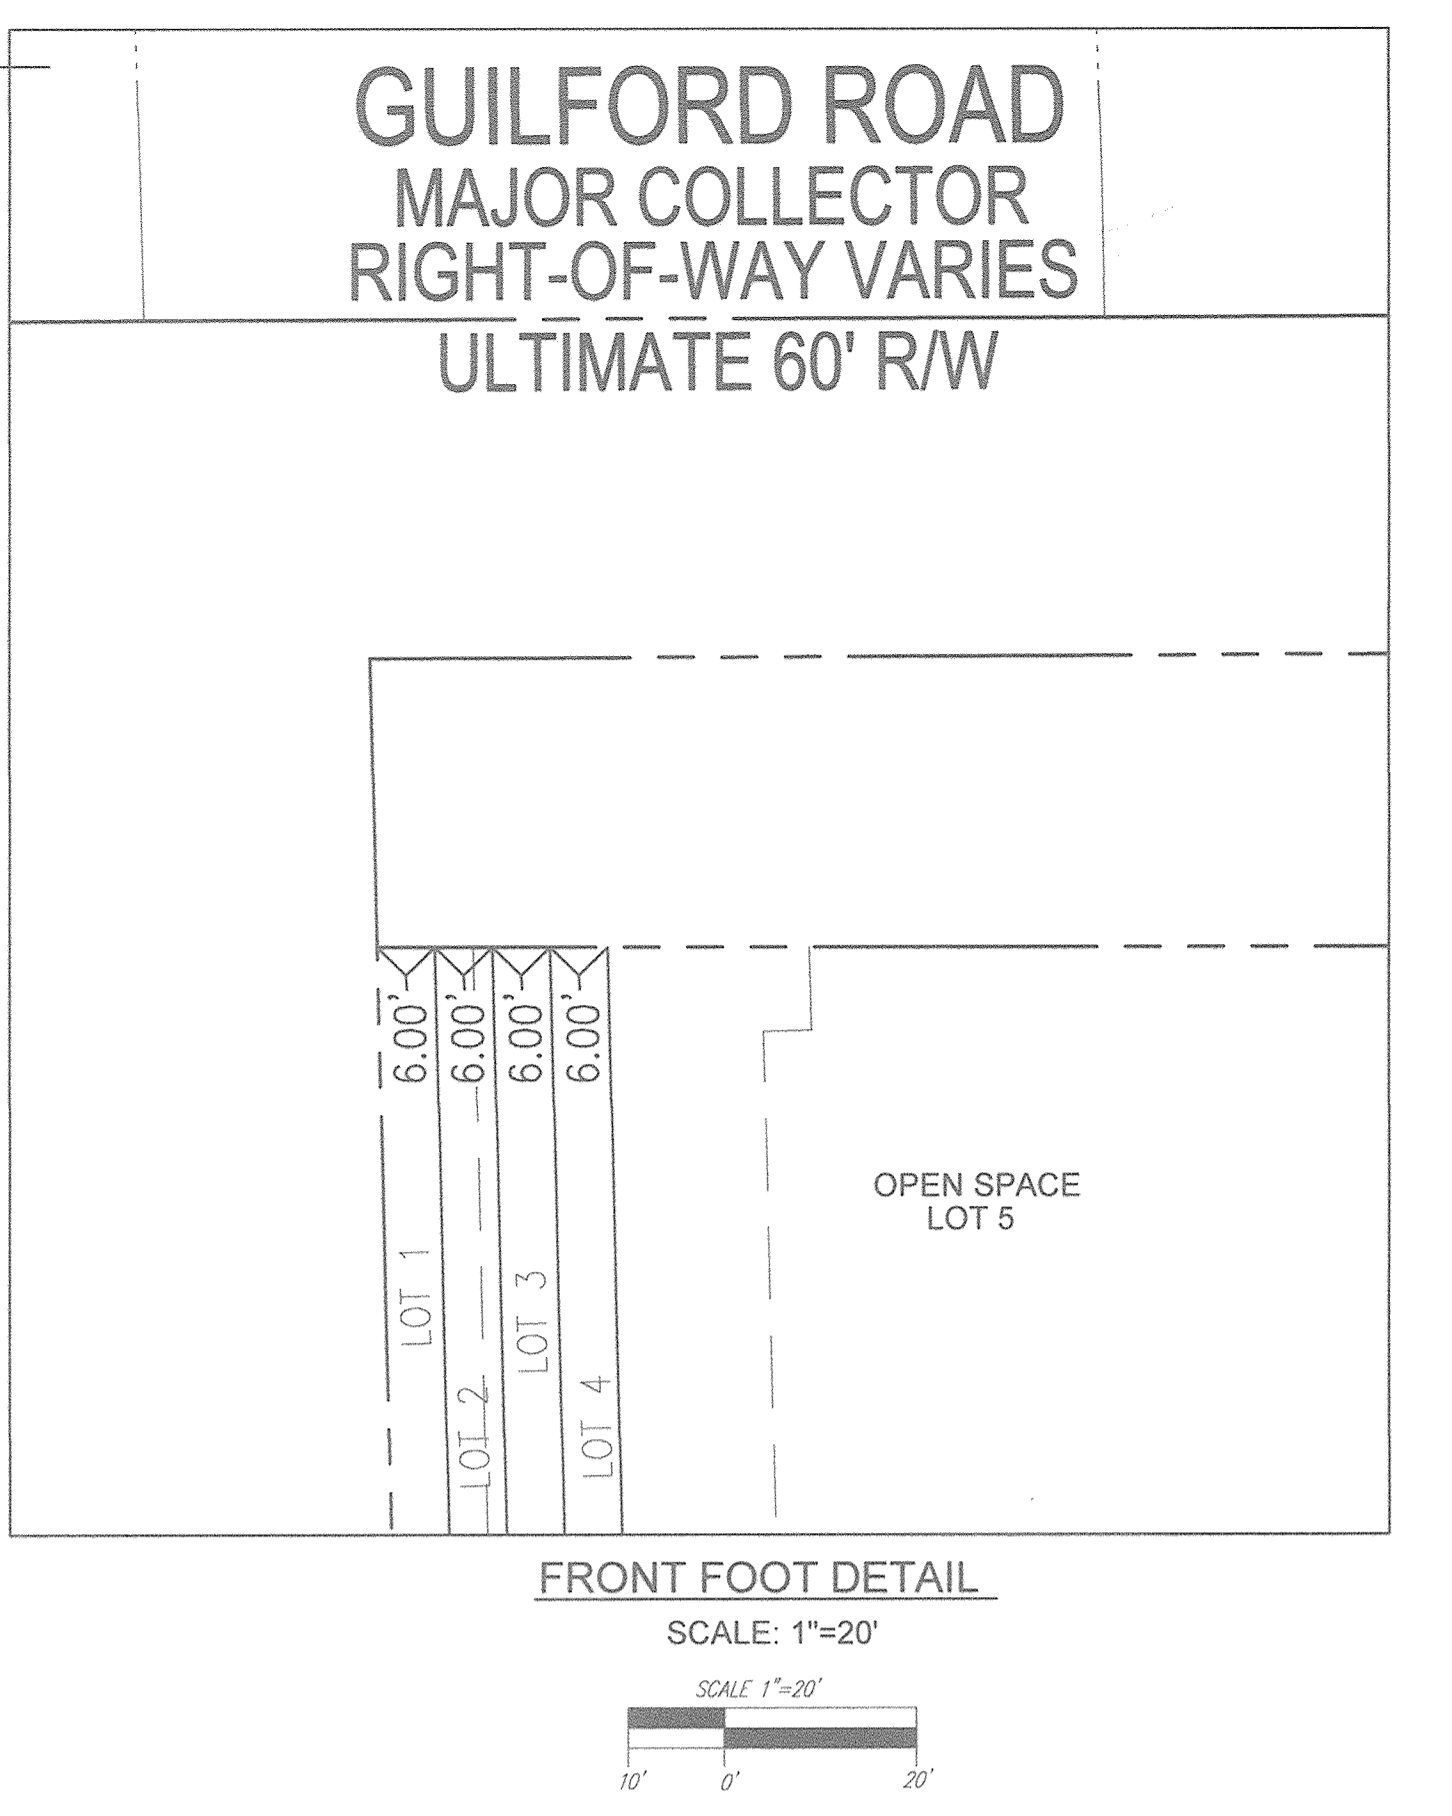 GUILFORD ROAD
MAJOR COLLECTOR
RIGHT-OF-WAY VARIES
ULTIMATE 60' R/W
6.00'
6.00'
6.00'
6.00'
LOT 1
LOT 2
LOT 3
LOT 4
OPEN SPACE
LOT 5
FRONT FOOT DETAIL
SCALE: 1"=20'
SCALE 1"=20'
10' 0' 20'